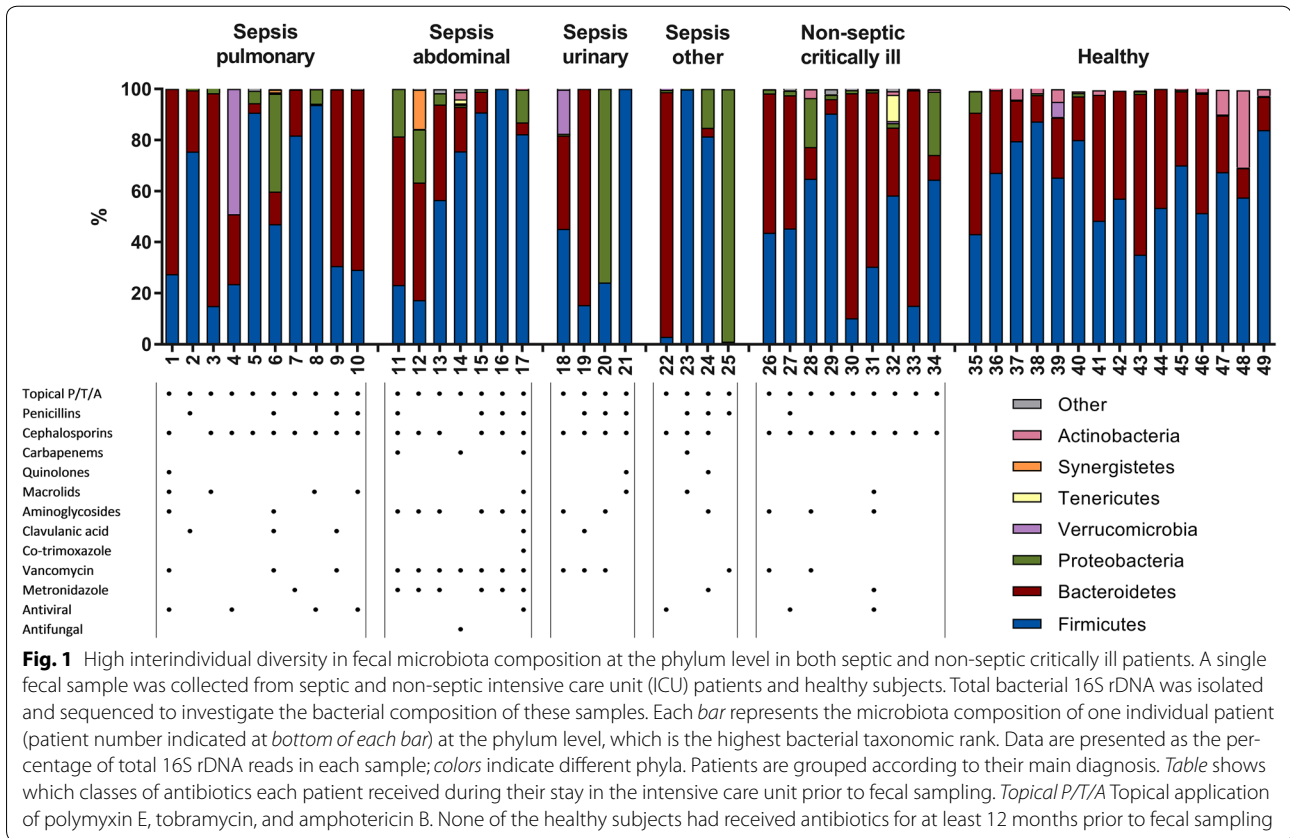 Sepsis pulmonary
Sepsis abdominal
Sepsis urinary
Sepsis other
Non-septic critically ill
Healthy
%
100
80
60
40
20
0
1 2 3 4 5 6 7 8 9 10
11 12 13 14 15 16 17
18 19 20 21
22 23 24 25
26 27 28 29 30 31 32 33 34
35 36 37 38 39 40 41 42 43 44 45 46 47 48 49
Topical P/T/A
Penicillins
Cephalosporins
Carbapenems
Quinolones
Macrolids
Aminoglycosides
Clavulanic acid
Co-trimoxazole
Vancomycin
Metronidazole
Antiviral
Antifungal
Other
Actinobacteria
Synergistetes
Tenericutes
Verrucomicrobia
Proteobacteria
Bacteroidetes
Firmicutes
Fig. 1 High interindividual diversity in fecal microbiota composition at the phylum level in both septic and non-septic critically ill patients. A single
fecal sample was collected from septic and non-septic intensive care unit (ICU) patients and healthy subjects. Total bacterial 16S rDNA was isolated
and sequenced to investigate the bacterial composition of these samples. Each bar represents the microbiota composition of one individual patient
(patient number indicated at bottom of each bar) at the phylum level, which is the highest bacterial taxonomic rank. Data are presented as the per-
centage of total 16S rDNA reads in each sample; colors indicate different phyla. Patients are grouped according to their main diagnosis. Table shows
which classes of antibiotics each patient received during their stay in the intensive care unit prior to fecal sampling. Topical P/T/A Topical application
of polymyxin E, tobramycin, and amphotericin B. None of the healthy subjects had received antibiotics for at least 12 months prior to fecal sampling